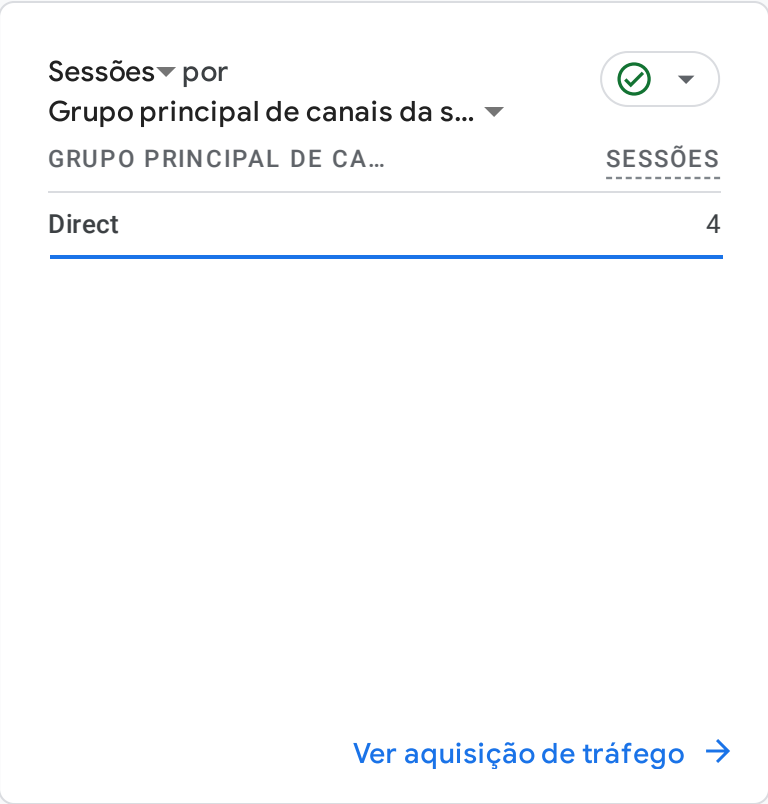 Sessões por
Grupo principal de canais da s...
GRUPO PRINCIPAL DE CA... SESSÕES
Direct 4
Ver aquisição de tráfego